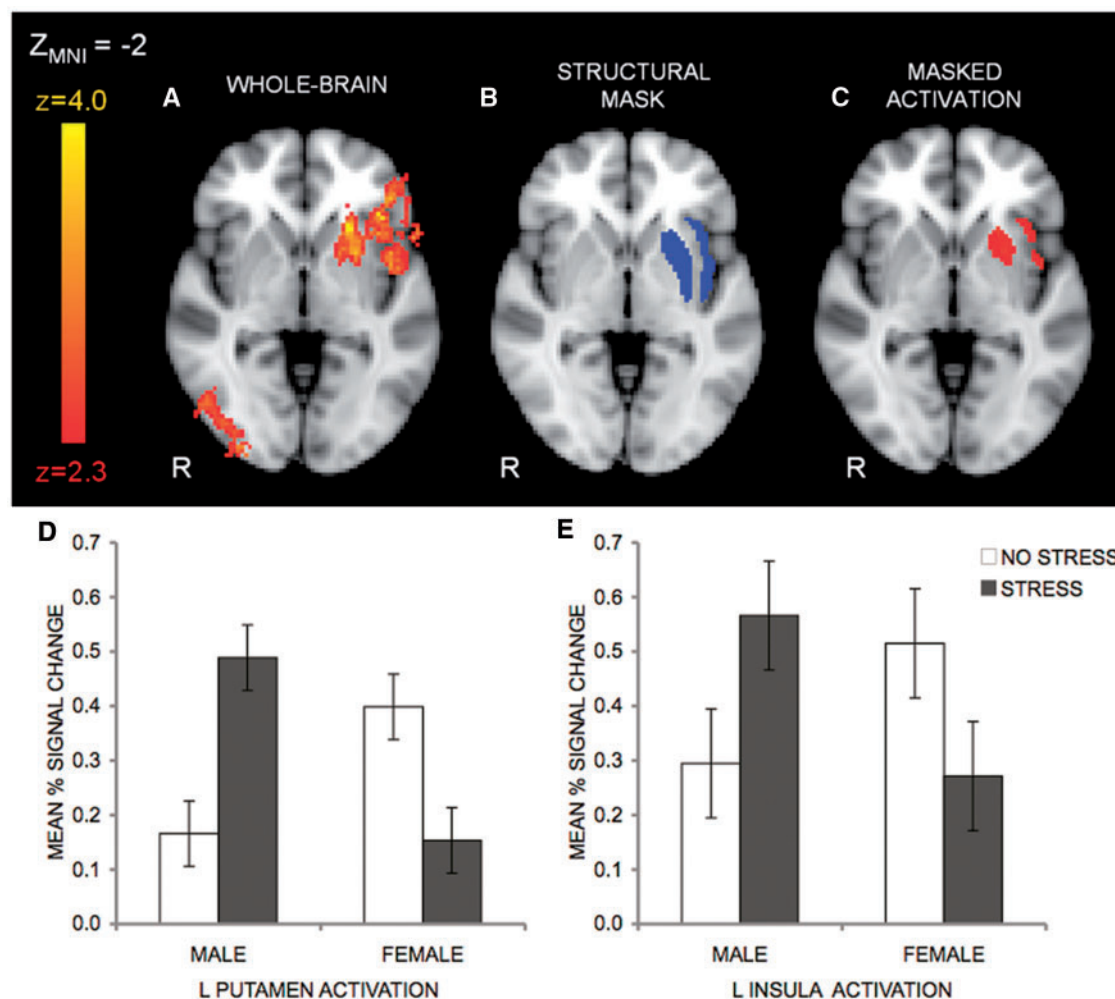 Z_MNI = -2
z=4.0
z=2.3
A
WHOLE-BRAIN
R
B
STRUCTURAL
MASK
C
MASKED
ACTIVATION
R
D
MEAN % SIGNAL CHANGE
0.7
0.6
0.5
0.4
0.3
0.2
0.1
0.0
MALE
FEMALE
L PUTAMEN ACTIVATION
E
MEAN % SIGNAL CHANGE
0.7
0.6
0.5
0.4
0.3
0.2
0.1
0.0
MALE
FEMALE
L INSULA ACTIVATION
NO STRESS
STRESS